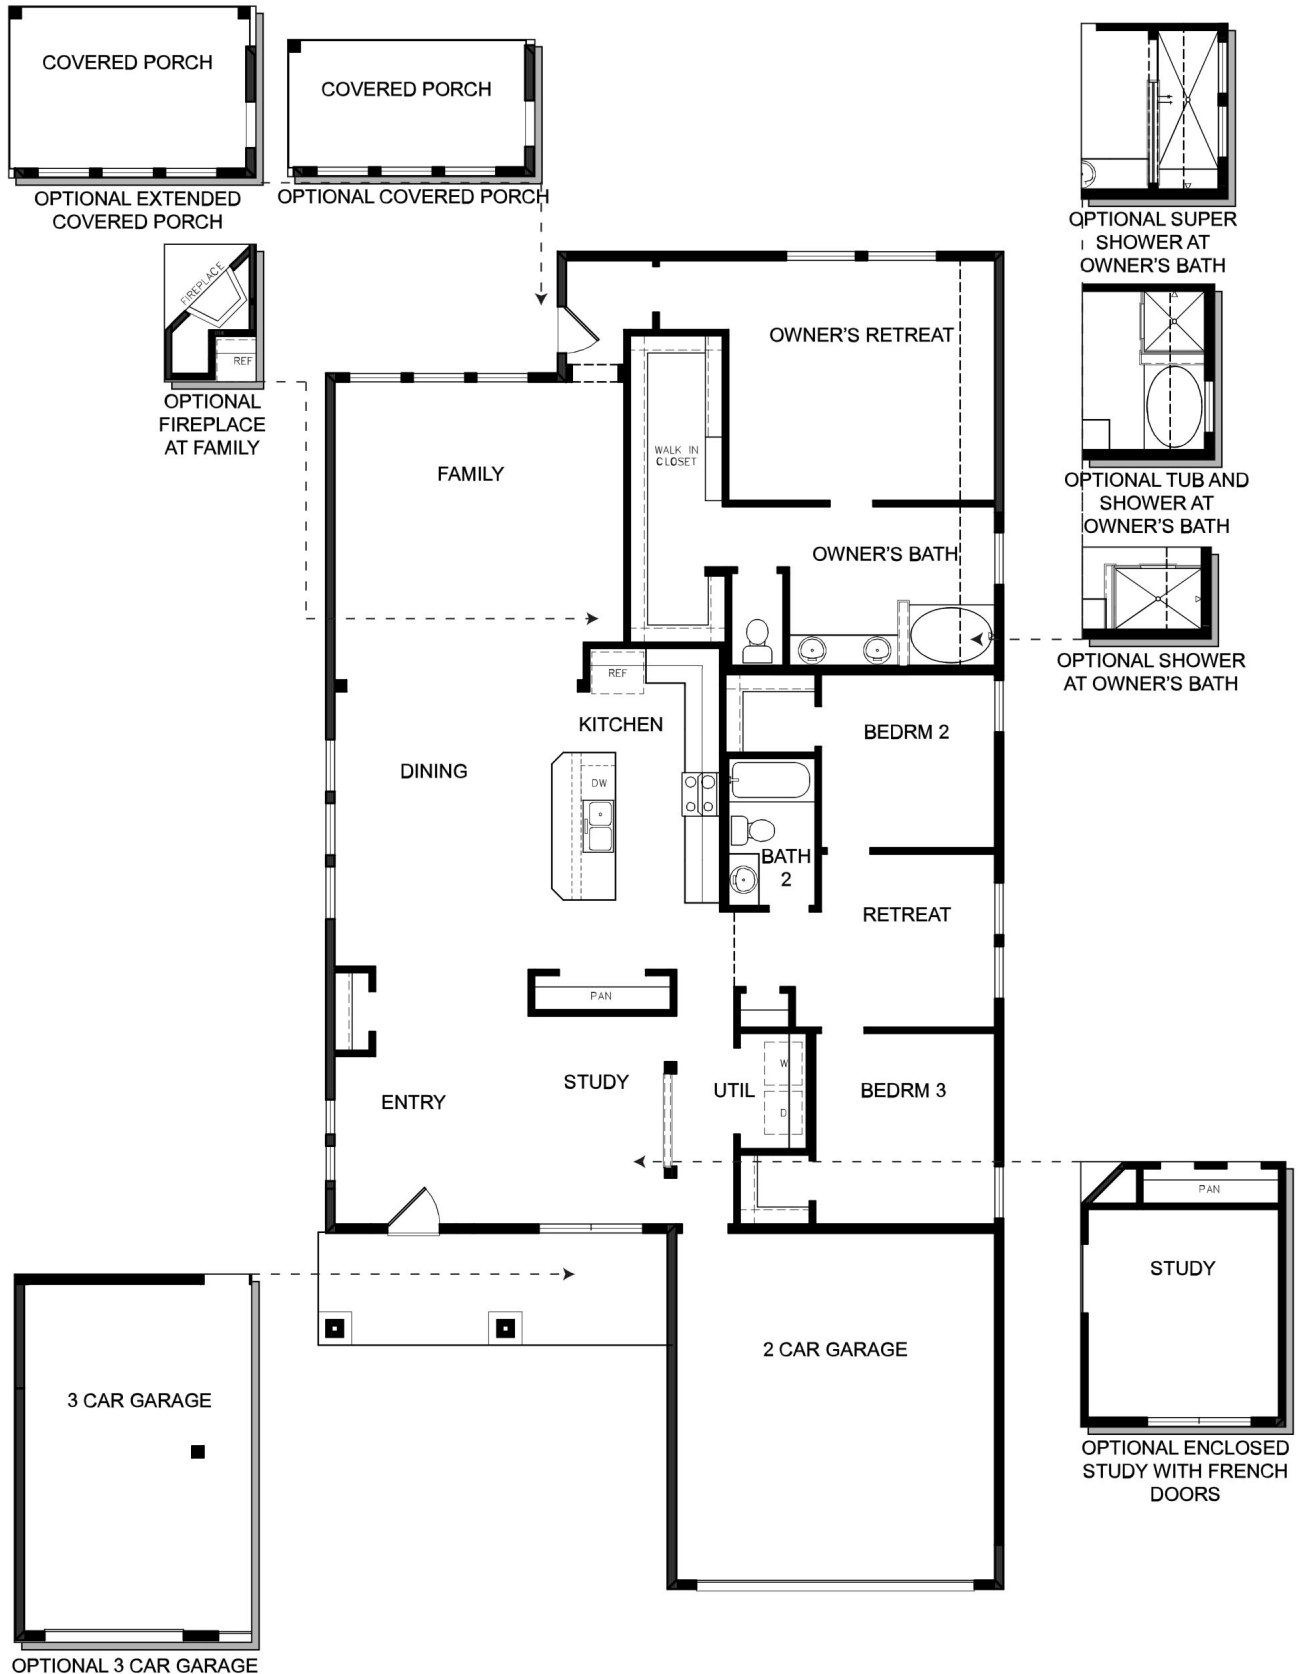 COVERED PORCH
OPTIONAL EXTENDED
COVERED PORCH
COVERED PORCH
OPTIONAL COVERED PORCH
OPTIONAL SUPER
SHOWER AT
OWNER'S BATH
FIREPLACE
REF
OPTIONAL
FIREPLACE
AT FAMILY
OWNER'S RETREAT
OPTIONAL TUB AND
SHOWER AT
OWNER'S BATH
WALK IN
CLOSET
FAMILY
OWNER'S BATH
OPTIONAL SHOWER
AT OWNER'S BATH
REF
KITCHEN
BEDRM 2
DINING
DW
BATH
2
RETREAT
PAN
STUDY
UTIL
W
D
BEDRM 3
ENTRY
PAN
STUDY
OPTIONAL ENCLOSED
STUDY WITH FRENCH
DOORS
2 CAR GARAGE
3 CAR GARAGE
OPTIONAL 3 CAR GARAGE